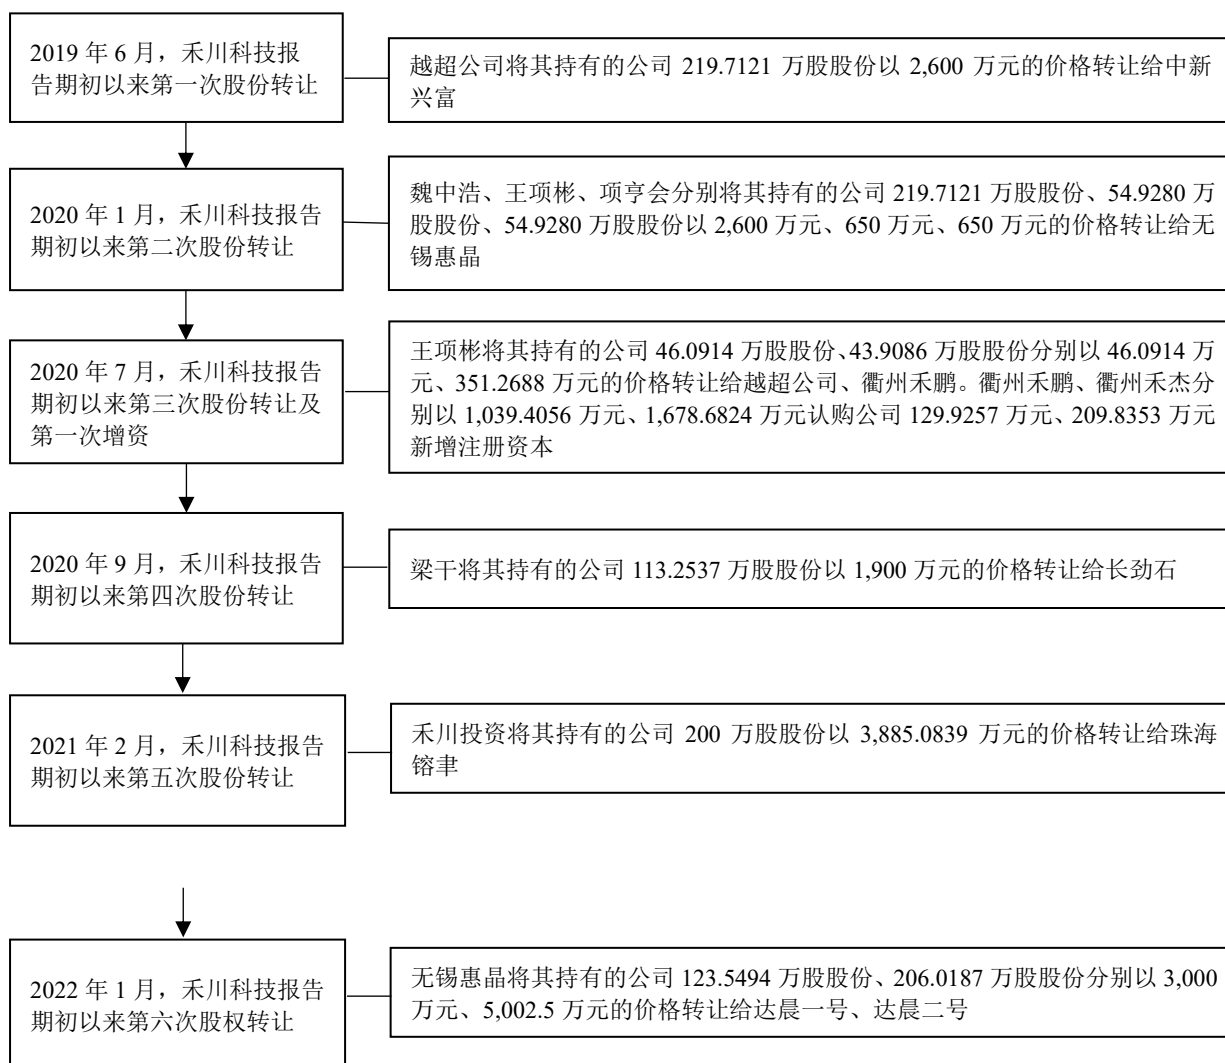 2019 年 6 月，禾川科技报
告期初以来第一次股份转让
越超公司将其持有的公司 219.7121 万股股份以 2,600 万元的价格转让给中新
兴富
2020 年 1 月，禾川科技报告
期初以来第二次股份转让
魏中浩、王项彬、项亨会分别将其持有的公司 219.7121 万股股份、54.9280 万
股股份、54.9280 万股股份以 2,600 万元、650 万元、650 万元的价格转让给无
锡惠晶
2020 年 7 月，禾川科技报告
期初以来第三次股份转让及
第一次增资
王项彬将其持有的公司 46.0914 万股股份、43.9086 万股股份分别以 46.0914 万
元、351.2688 万元的价格转让给越超公司、衢州禾鹏。衢州禾鹏、衢州禾杰分
别以 1,039.4056 万元、1,678.6824 万元认购公司 129.9257 万元、209.8353 万元
新增注册资本
2020 年 9 月，禾川科技报告
期初以来第四次股份转让
梁干将其持有的公司 113.2537 万股股份以 1,900 万元的价格转让给长劲石
2021 年 2 月，禾川科技报告
期初以来第五次股份转让
禾川投资将其持有的公司 200 万股股份以 3,885.0839 万元的价格转让给珠海
镕聿
2022 年 1 月，禾川科技报告
期初以来第六次股权转让
无锡惠晶将其持有的公司 123.5494 万股股份、206.0187 万股股份分别以 3,000
万元、5,002.5 万元的价格转让给达晨一号、达晨二号